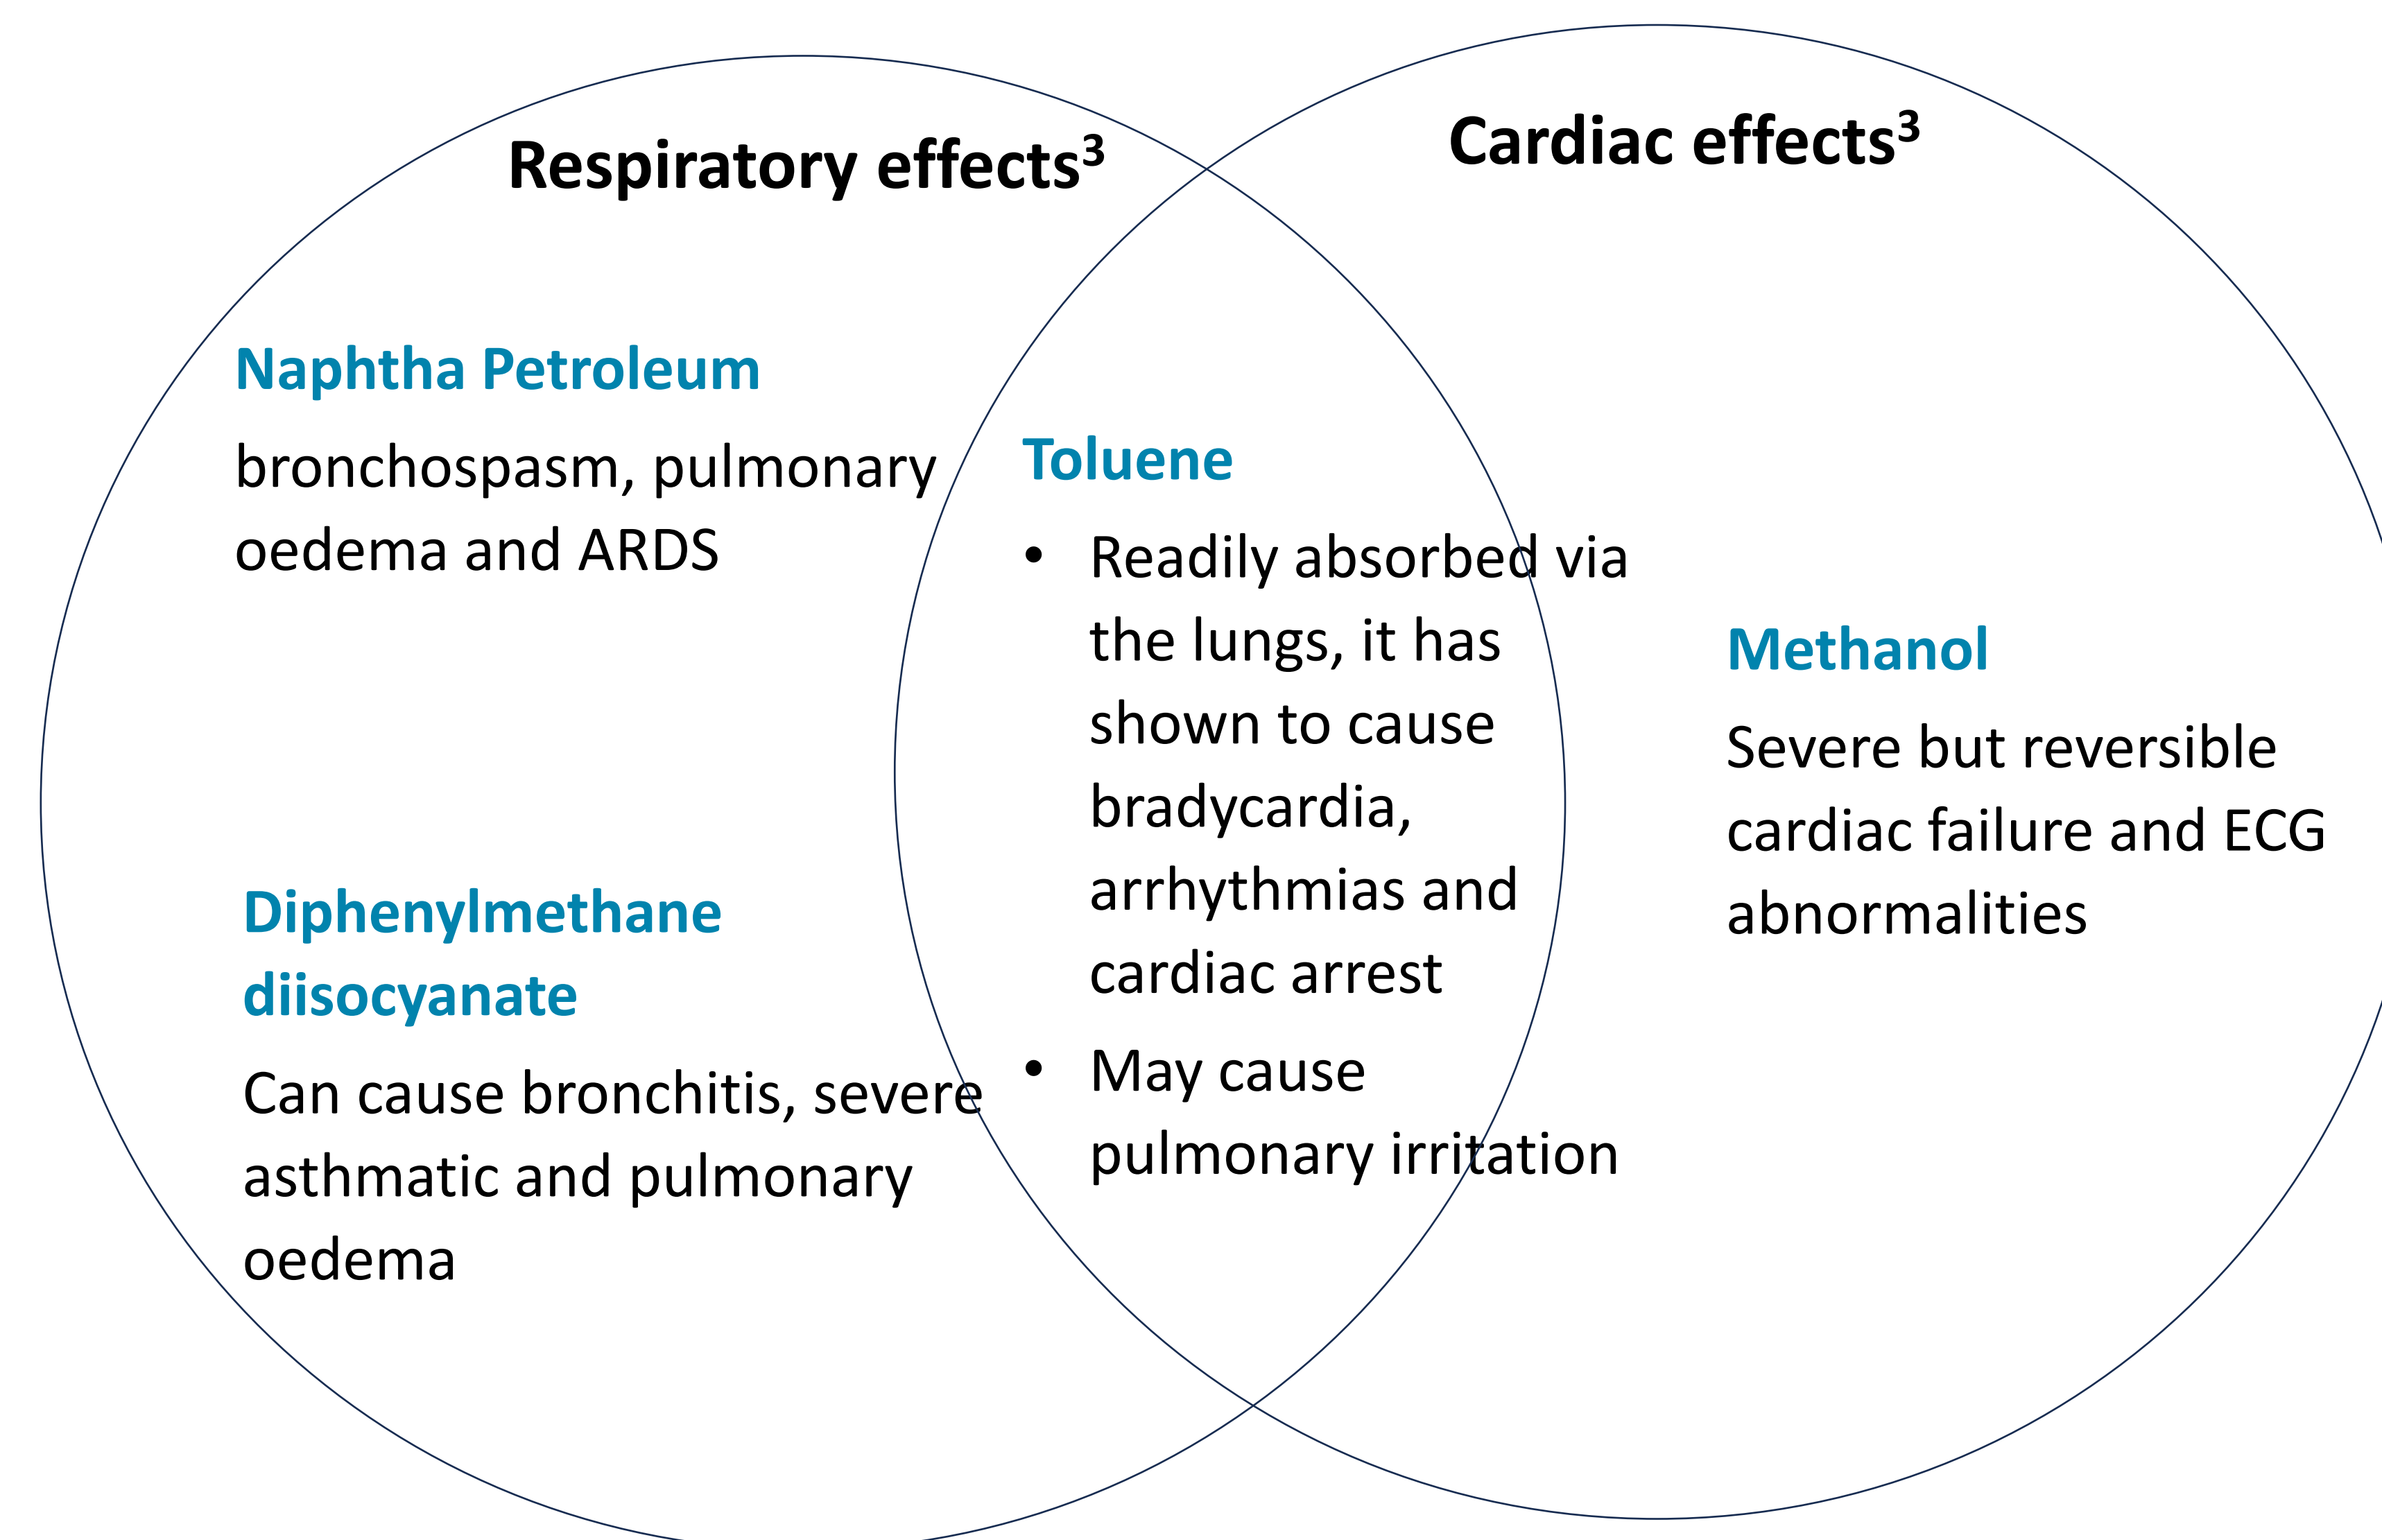 Respiratory effects³
Cardiac effects³
Naphtha Petroleum
bronchospasm, pulmonary
oedema and ARDS
Diphenylmethane
diisocyanate
Can cause bronchitis, severe
asthmatic and pulmonary
oedema
Toluene
• Readily absorbed via
the lungs, it has
shown to cause
bradycardia,
arrhythmias and
cardiac arrest
• May cause
pulmonary irritation
Methanol
Severe but reversible
cardiac failure and ECG
abnormalities